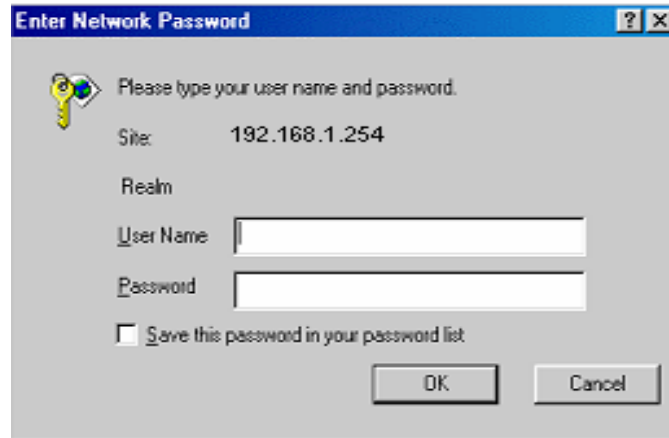 Enter Network Password
Please type your user name and password.
Site: 192.168.1.254
Realm
User Name
Password
Save this password in your password list
OK Cancel